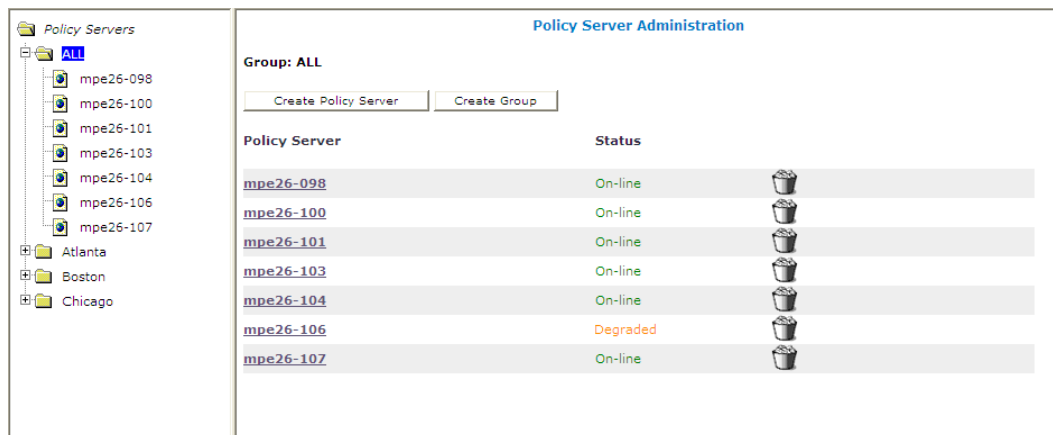 Policy Servers
ALL
mpe26-098
mpe26-100
mpe26-101
mpe26-103
mpe26-104
mpe26-106
mpe26-107
Atlanta
Boston
Chicago
Policy Server Administration
Group: ALL
Create Policy Server Create Group
Policy Server Status
mpe26-098 On-line
mpe26-100 On-line
mpe26-101 On-line
mpe26-103 On-line
mpe26-104 On-line
mpe26-106 Degraded
mpe26-107 On-line